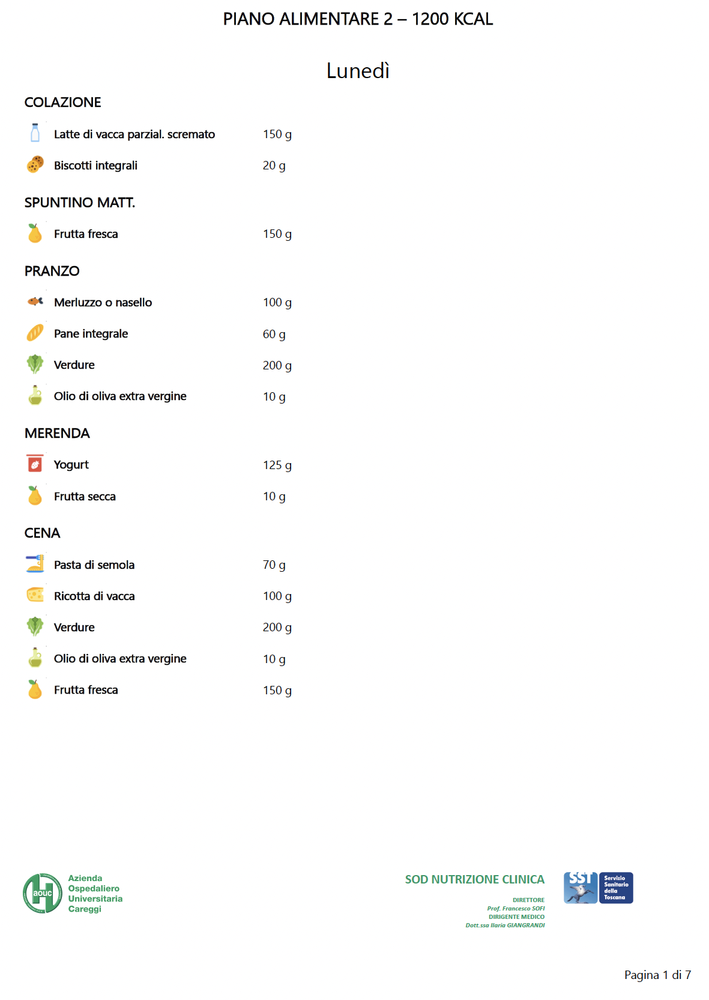 PIANO ALIMENTARE 2 – 1200 KCAL
Lunedì
COLAZIONE
Latte di vacca parzial. scremato 150 g
Biscotti integrali 20 g
SPUNTINO MATT.
Frutta fresca 150 g
PRANZO
Merluzzo o nasello 100 g
Pane integrale 60 g
Verdure 200 g
Olio di oliva extra vergine 10 g
MERENDA
Yogurt 125 g
Frutta secca 10 g
CENA
Pasta di semola 70 g
Ricotta di vacca 100 g
Verdure 200 g
Olio di oliva extra vergine 10 g
Frutta fresca 150 g
aouc
Azienda
Ospedaliero
Universitaria
Careggi
SOD NUTRIZIONE CLINICA
DIRETTORE
Prof. Francesco SOFI
DIRIGENTE MEDICO
Dott.ssa Ilaria GIANGRANDI
SST
Servizio
Sanitario
della
Toscana
Pagina 1 di 7